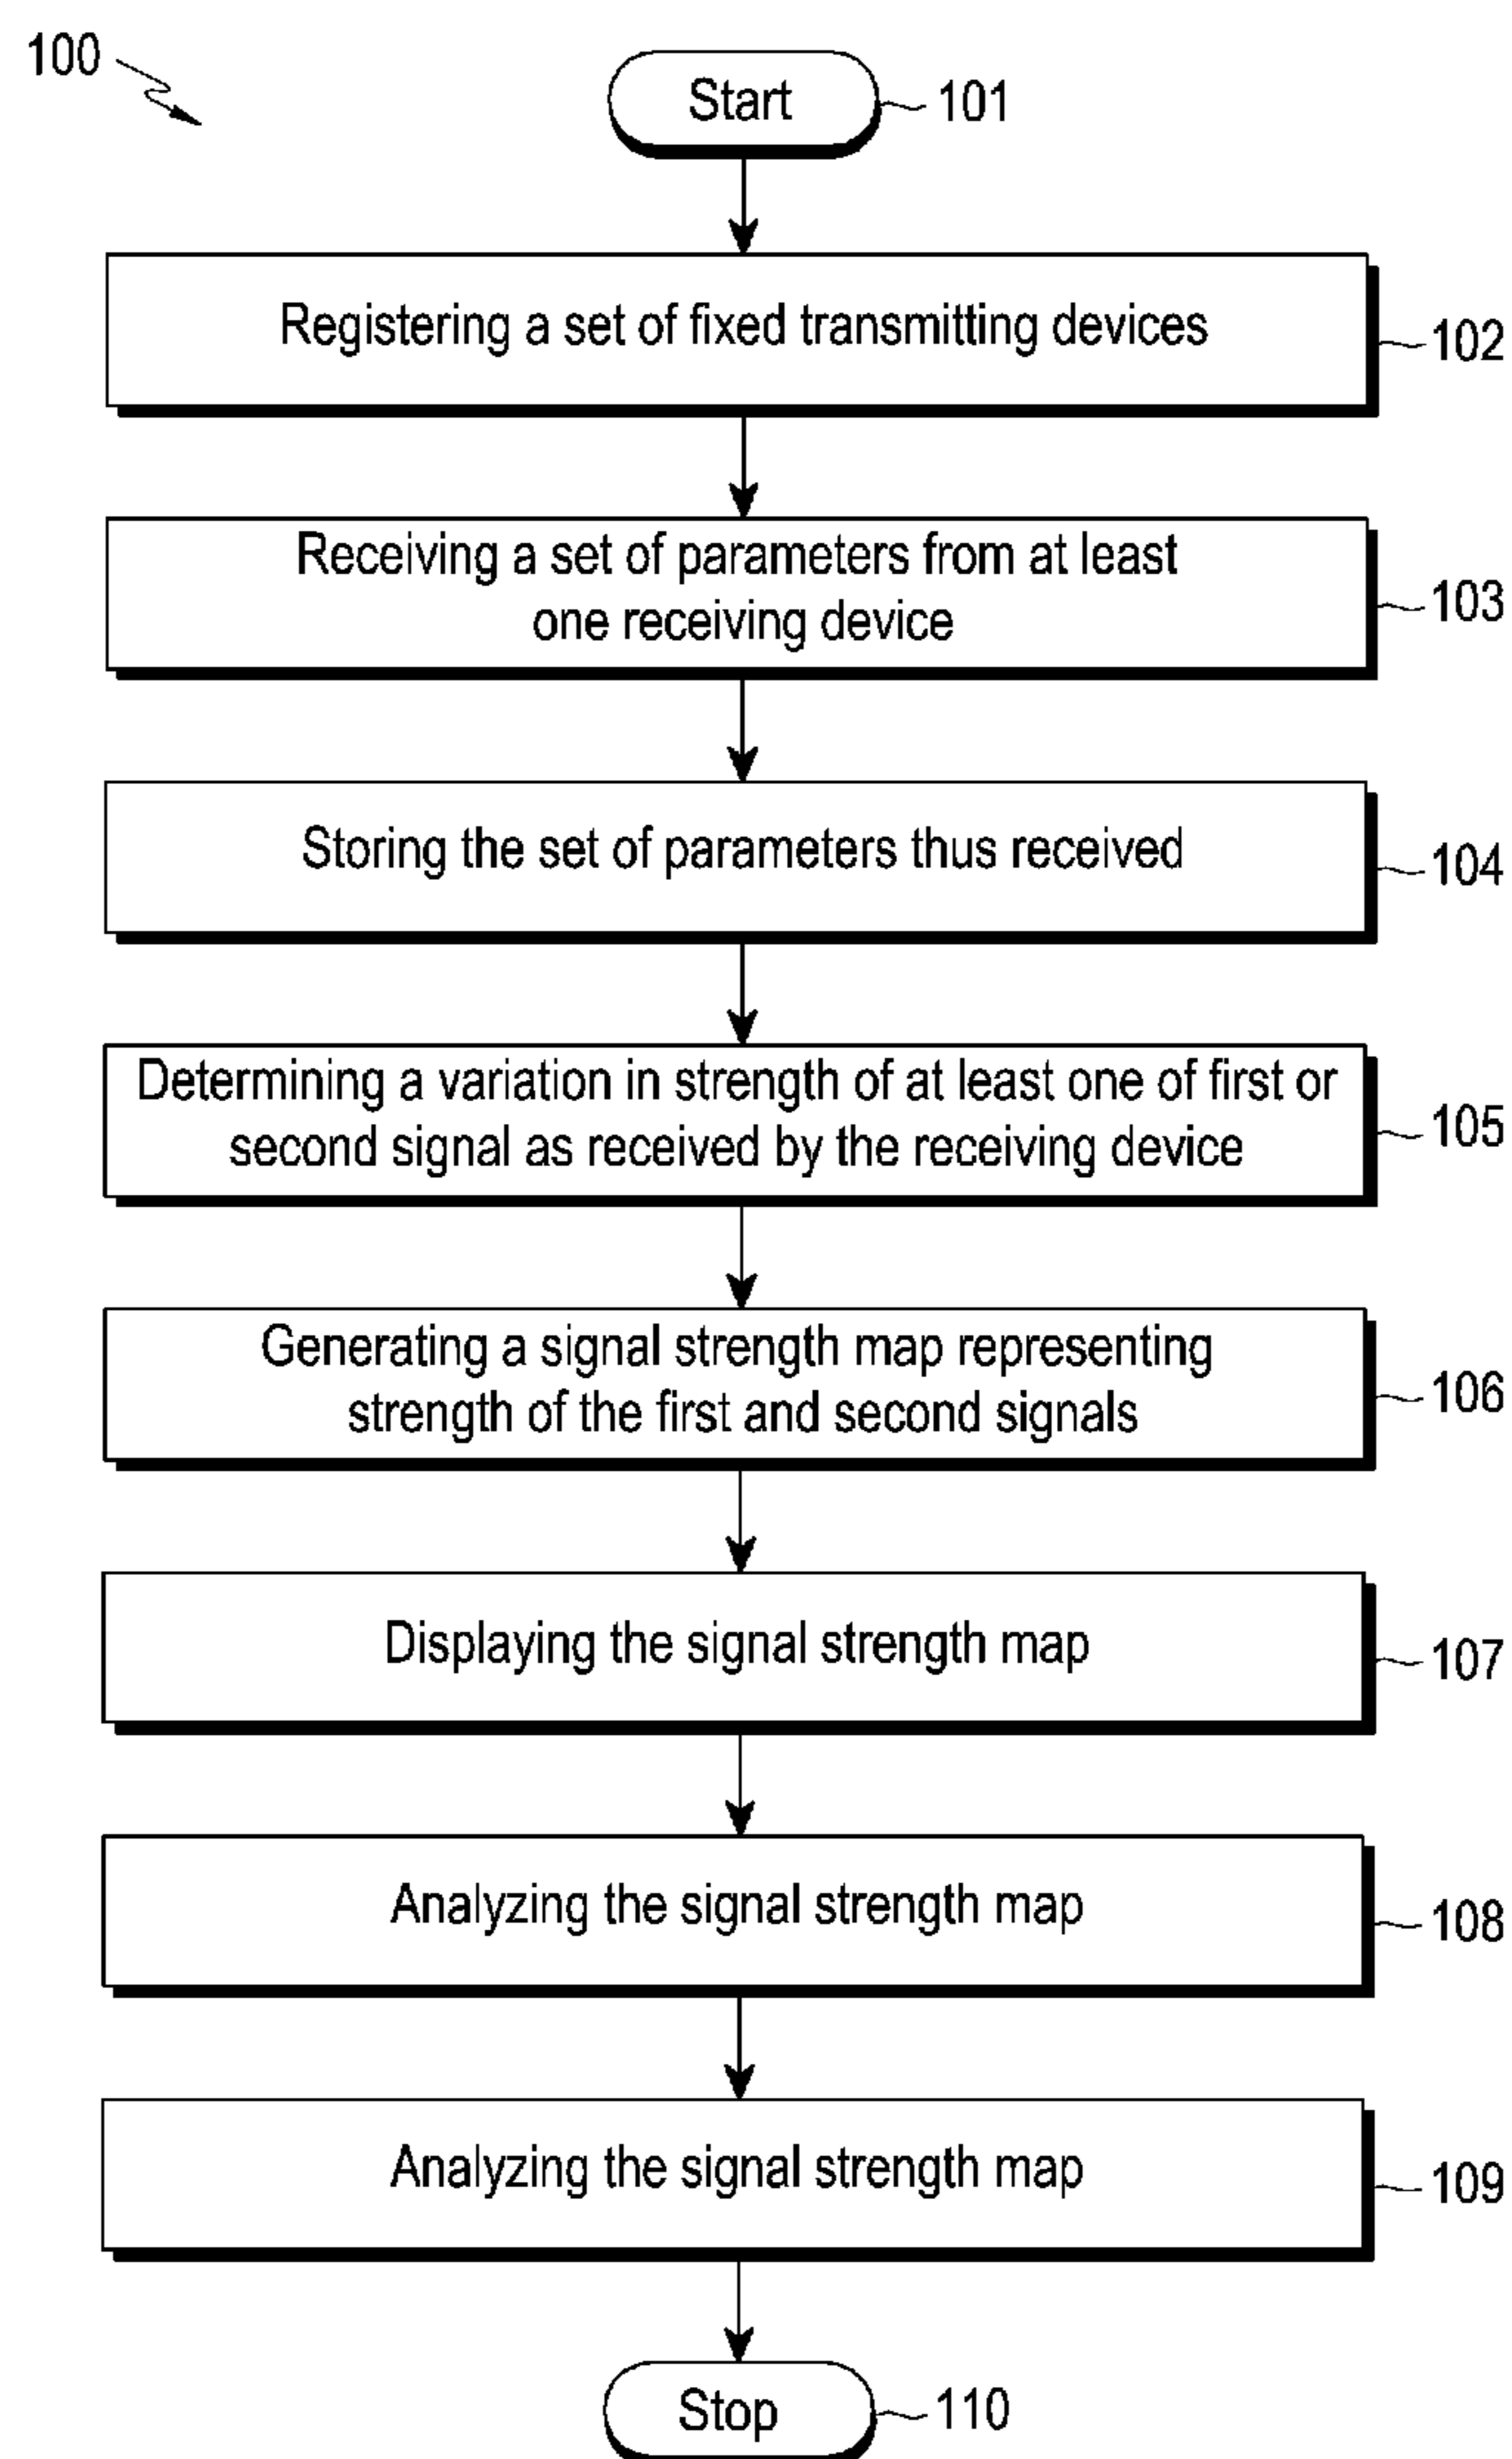 100
Start
101
Registering a set of fixed transmitting devices
102
Receiving a set of parameters from at least
one receiving device
103
Storing the set of parameters thus received
104
Determining a variation in strength of at least one of first or
second signal as received by the receiving device
105
Generating a signal strength map representing
strength of the first and second signals
106
Displaying the signal strength map
107
Analyzing the signal strength map
108
Analyzing the signal strength map
109
Stop
110